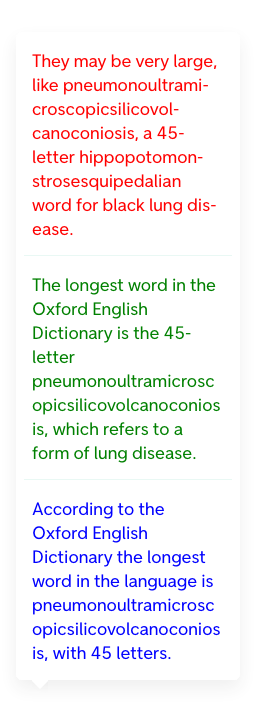 They may be very large,
like pneumonoultrami-
croscopicsilicovol-
canoconiosis, a 45-
letter hippopotomon-
strosesquipedalian
word for black lung dis-
ease.
The longest word in the
Oxford English
Dictionary is the 45-
letter
pneumonoultramicrosc
opicsilicovolcanoconios
is, which refers to a
form of lung disease.
According to the
Oxford English
Dictionary the longest
word in the language is
pneumonoultramicrosc
opicsilicovolcanoconios
is, with 45 letters.